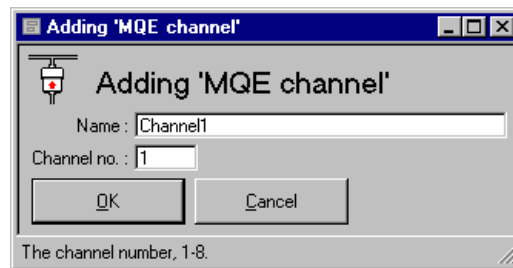 Adding 'MQE channel'
Adding 'MQE channel'
Name : Channel1
Channel no. : 1
OK Cancel
The channel number, 1-8.